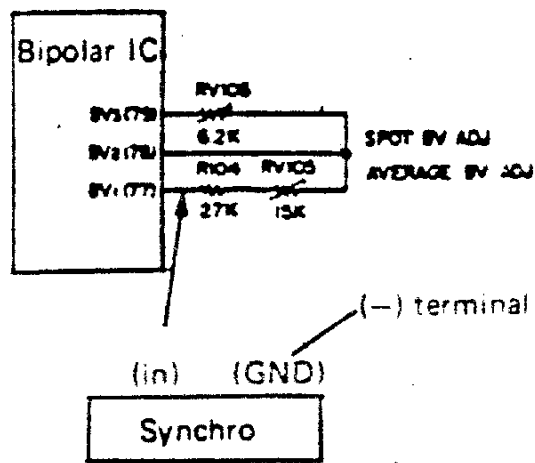 Bipolar IC
RV106
BV3 (79)
6.2K
SPOT BV ADJ
BV2 (78)
R104
RV105
AVERAGE BV ADJ
BV1 (77)
27K
15K
(—) terminal
(in)
(GND)
Synchro